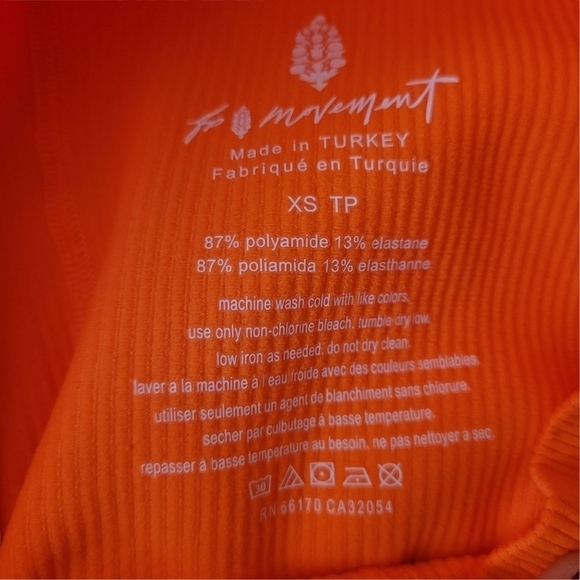 fp movement
Made in TURKEY
Fabriqué en Turquie
XS TP
87% polyamide 13% elastane
87% poliamida 13% elasthanne
machine wash cold with like colors,
use only non-chlorine bleach. tumble dry low.
low iron as needed. do not dry clean.
laver a la machine à l'eau froide avec des couleurs semblables.
utiliser seulement un agent de blanchiment sans chlorure.
secher par culbutage à basse temperature.
repasser à basse temperature au besoin. ne pas nettoyer a sec.
30
RN 66170 CA32054